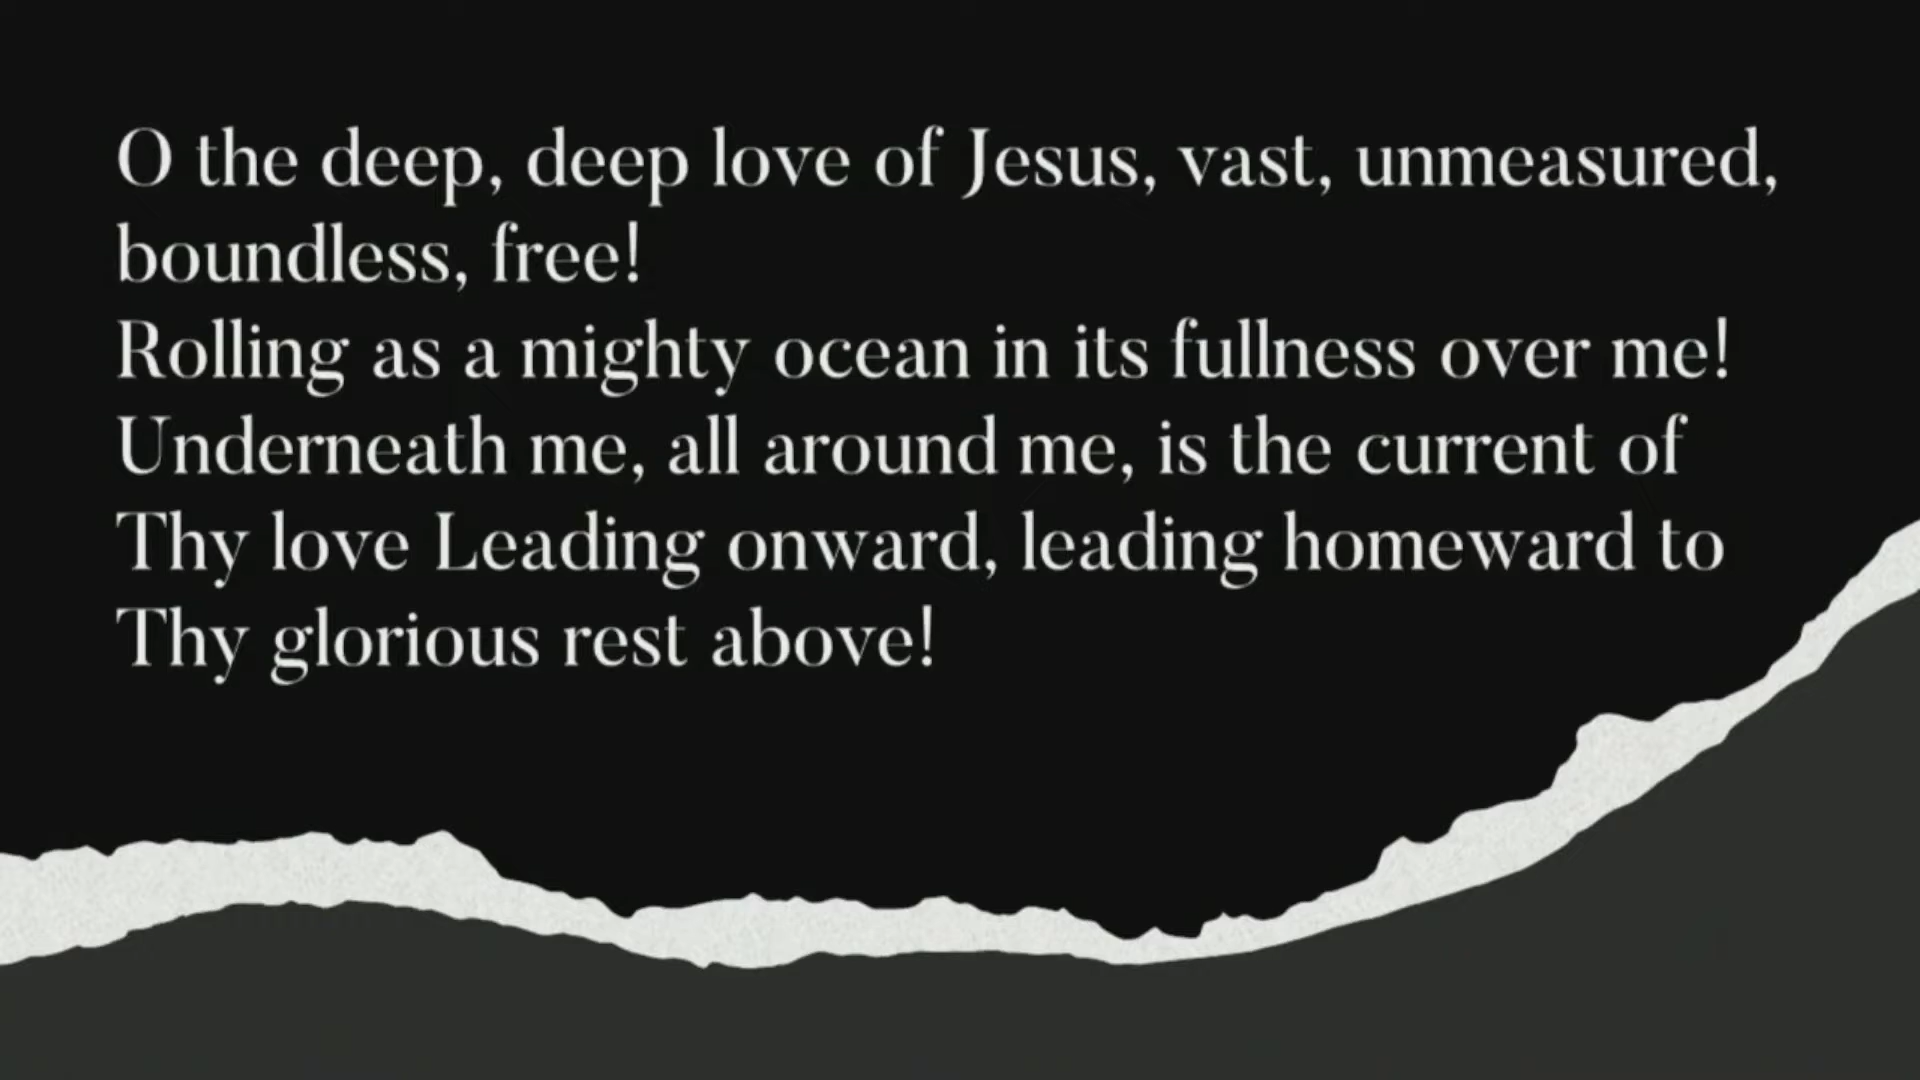 O the deep, deep love of Jesus, vast, unmeasured,
boundless, free!
Rolling as a mighty ocean in its fullness over me!
Underneath me, all around me, is the current of
Thy love Leading onward, leading homeward to
Thy glorious rest above!